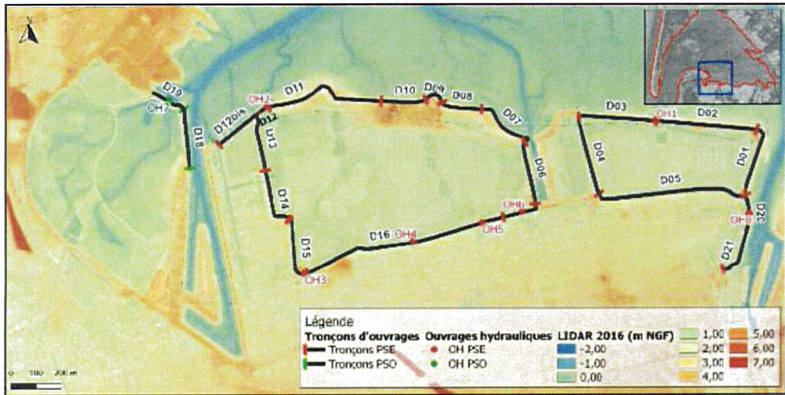 N
D19
OH7
D18
D12bis
OH2
D12
D11
D10
D09
D08
D07
D13
D14
D15
OH3
D16
OH4
OH5
OH6
D06
D03
OH1
D02
D01
D04
D05
D20
OH8
D21
0 100 200 m
Légende
Tronçons d'ouvrages Ouvrages hydrauliques LIDAR 2016 (m NGF)
Tronçons PSE OH PSE
Tronçons PSO OH PSO
-2,00
-1,00
0,00
1,00
2,00
3,00
4,00
5,00
6,00
7,00